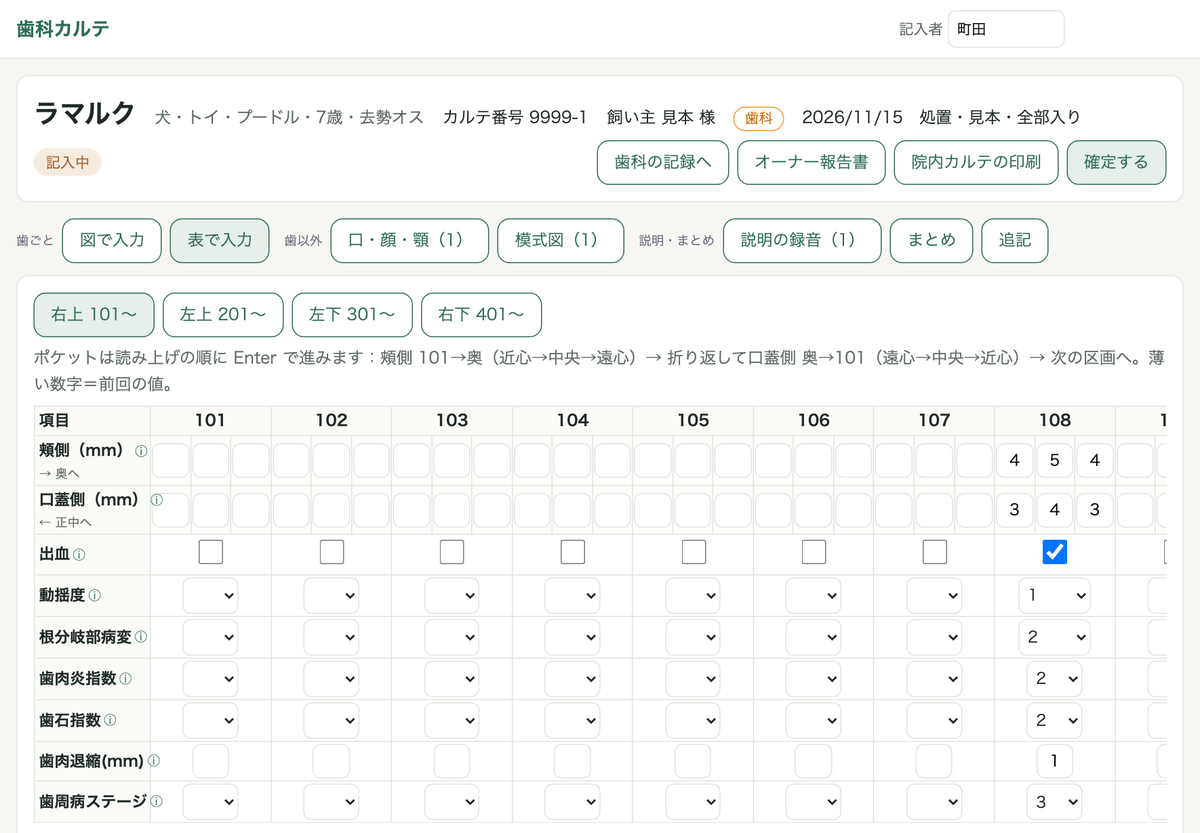 歯科カルテ
記入者 町田
ラマルク 犬・トイ・プードル・7歳・去勢オス カルテ番号 9999-1 飼い主 見本 様 歯科 2026/11/15 処置・見本・全部入り
記入中 歯科の記録へ オーナー報告書 院内カルテの印刷 確定する
歯ごと 図で入力 表で入力 歯以外 口・顔・顎（1） 模式図（1） 説明・まとめ 説明の録音（1） まとめ 追記
右上 101〜 左上 201〜 左下 301〜 右下 401〜
ポケットは読み上げの順に Enter で進みます：頰側 101→奥（近心→中央→遠心）→ 折り返して口蓋側 奥→101（遠心→中央→近心）→ 次の区画へ。薄
い数字＝前回の値。
項目 101 102 103 104 105 106 107 108
頰側（mm） ⓘ 4 5 4
→ 奥へ
口蓋側（mm） ⓘ 3 4 3
← 正中へ
出血 ⓘ
動揺度 ⓘ 1
根分岐部病変 ⓘ 2
歯肉炎指数 ⓘ 2
歯石指数 ⓘ 2
歯肉退縮(mm) ⓘ 1
歯周病ステージ ⓘ 3